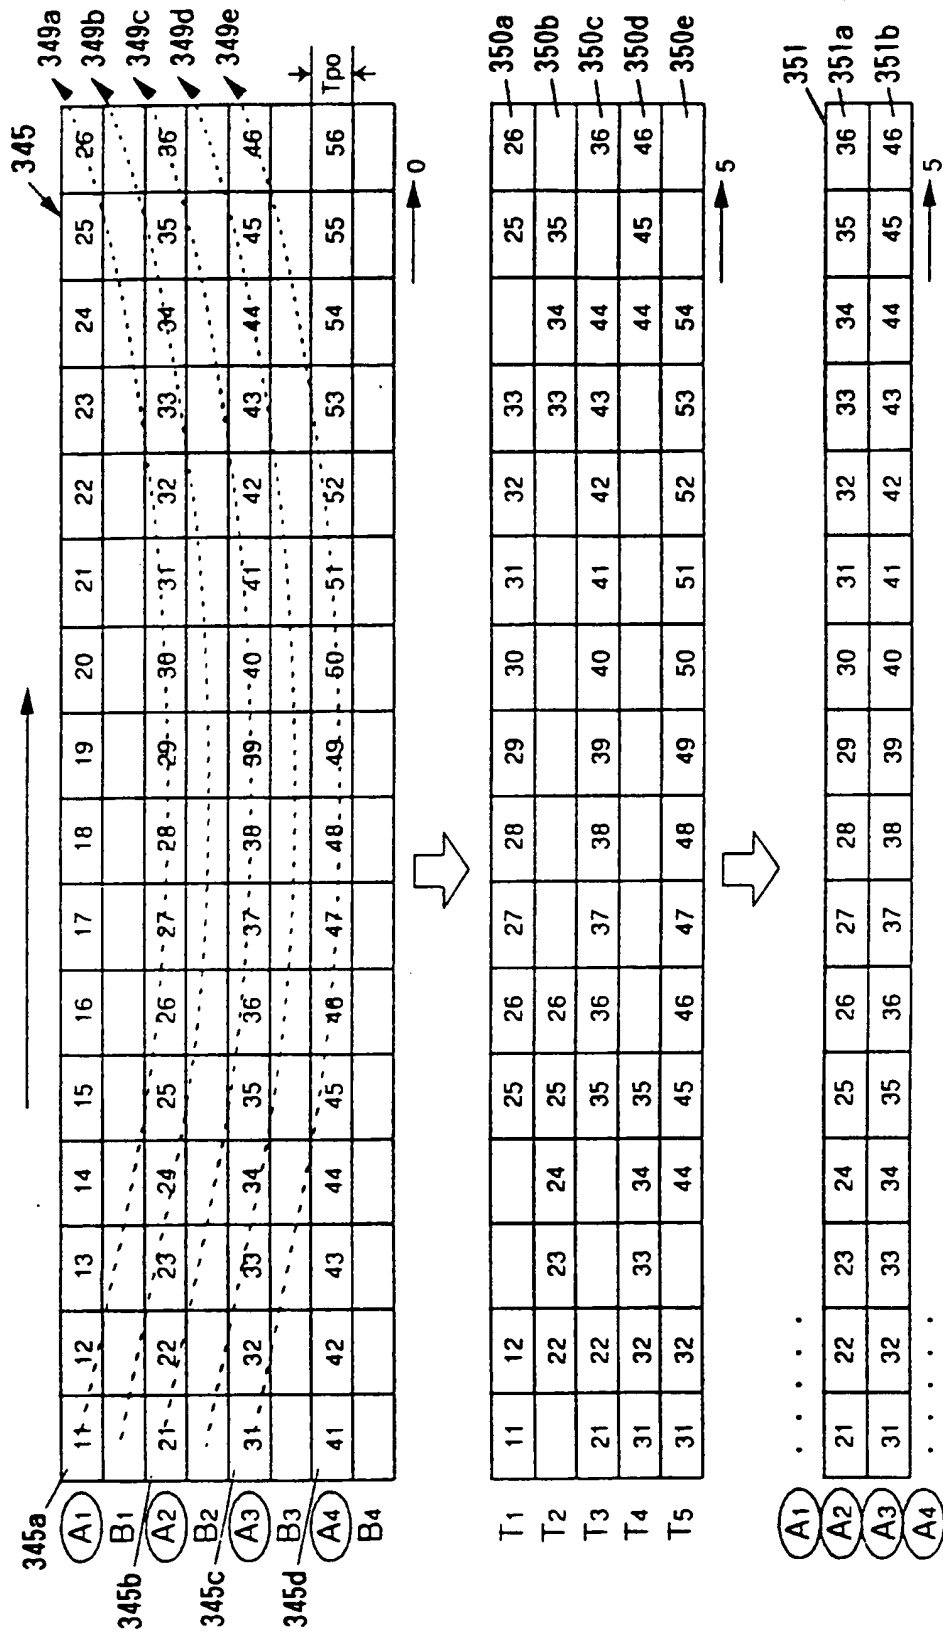 345
349a
349b
349c
349d
349e
345a
A1 11 12 13 14 15 16 17 18 19 20 21 22 23 24 25 26
B1
345b
A2 21 22 23 24 25 26 27 28 29 30 31 32 33 34 35 36
B2
345c
A3 31 32 33 34 35 36 37 38 39 40 41 42 43 44 45 46
B3
345d
A4 41 42 43 44 45 46 47 48 49 50 51 52 53 54 55 56 Tpo
B4
0
T1 11 12 25 26 27 28 29 30 31 32 33 25 26 350a
T2 22 23 24 25 26 33 34 35 350b
T3 21 22 35 36 37 38 39 40 41 42 43 44 36 350c
T4 31 32 33 34 35 44 45 46 350d
T5 31 32 44 45 46 47 48 49 50 51 52 53 54 350e
5
351
A1 . . . . .
A2 21 22 23 24 25 26 27 28 29 30 31 32 33 34 35 36 351a
A3 31 32 33 34 35 36 37 38 39 40 41 42 43 44 45 46 351b
A4 . . . . .
5